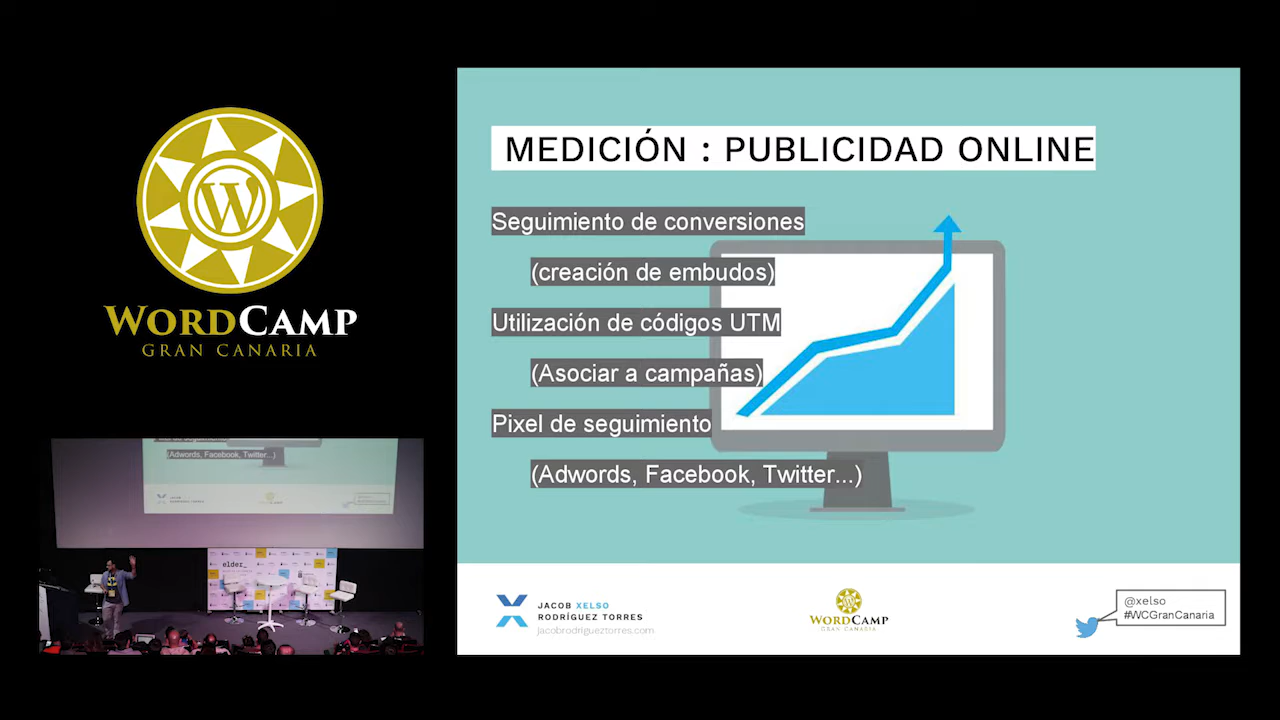 WORDCAMP
GRAN CANARIA
MEDICIÓN : PUBLICIDAD ONLINE
Seguimiento de conversiones
(creación de embudos)
Utilización de códigos UTM
(Asociar a campañas)
Pixel de seguimiento
(Adwords, Facebook, Twitter...)
JACOB XELSO
RODRÍGUEZ TORRES
jacobrodrigueztorres.com
WORDCAMP
GRAN CANARIA
@xelso
#WCGranCanaria
(Adwords, Facebook, Twitter...)
elder_